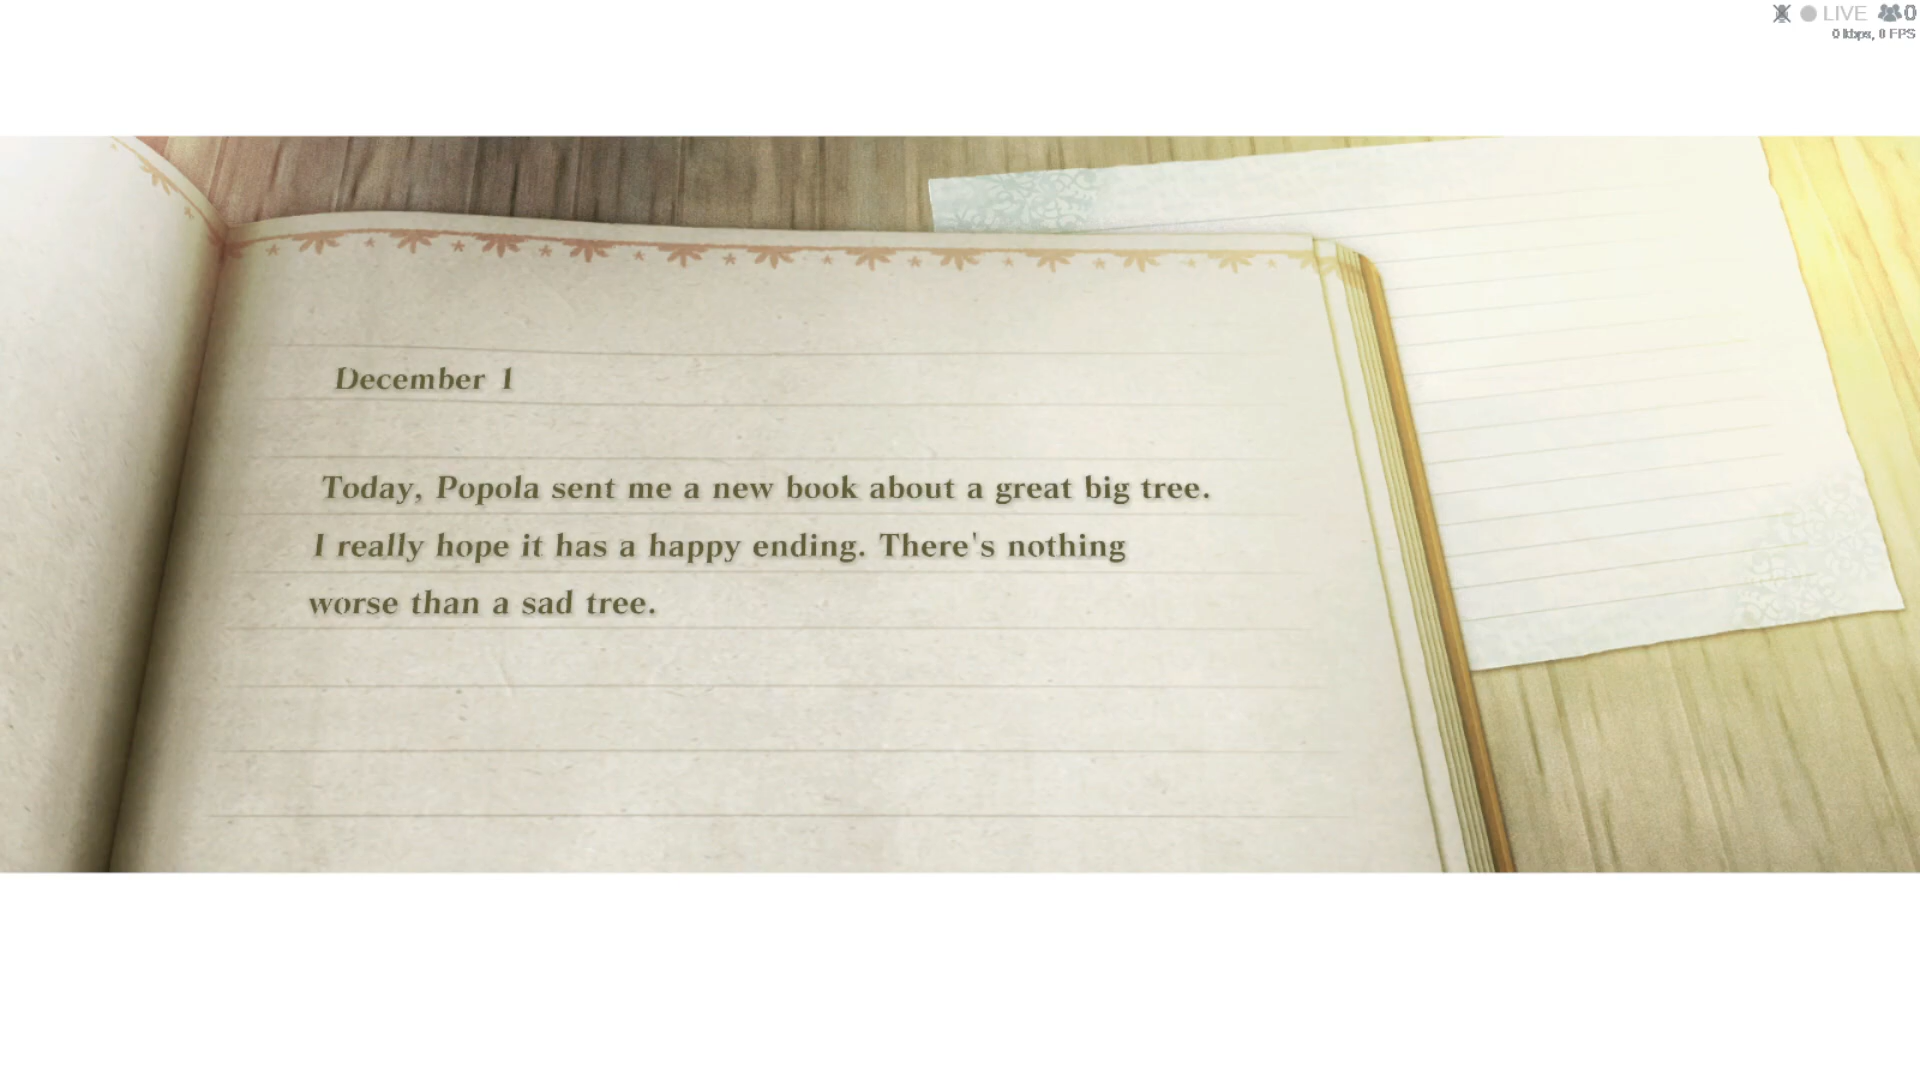 LIVE 0
0 kbps, 0 FPS
December 1
Today, Popola sent me a new book about a great big tree.
I really hope it has a happy ending. There's nothing
worse than a sad tree.